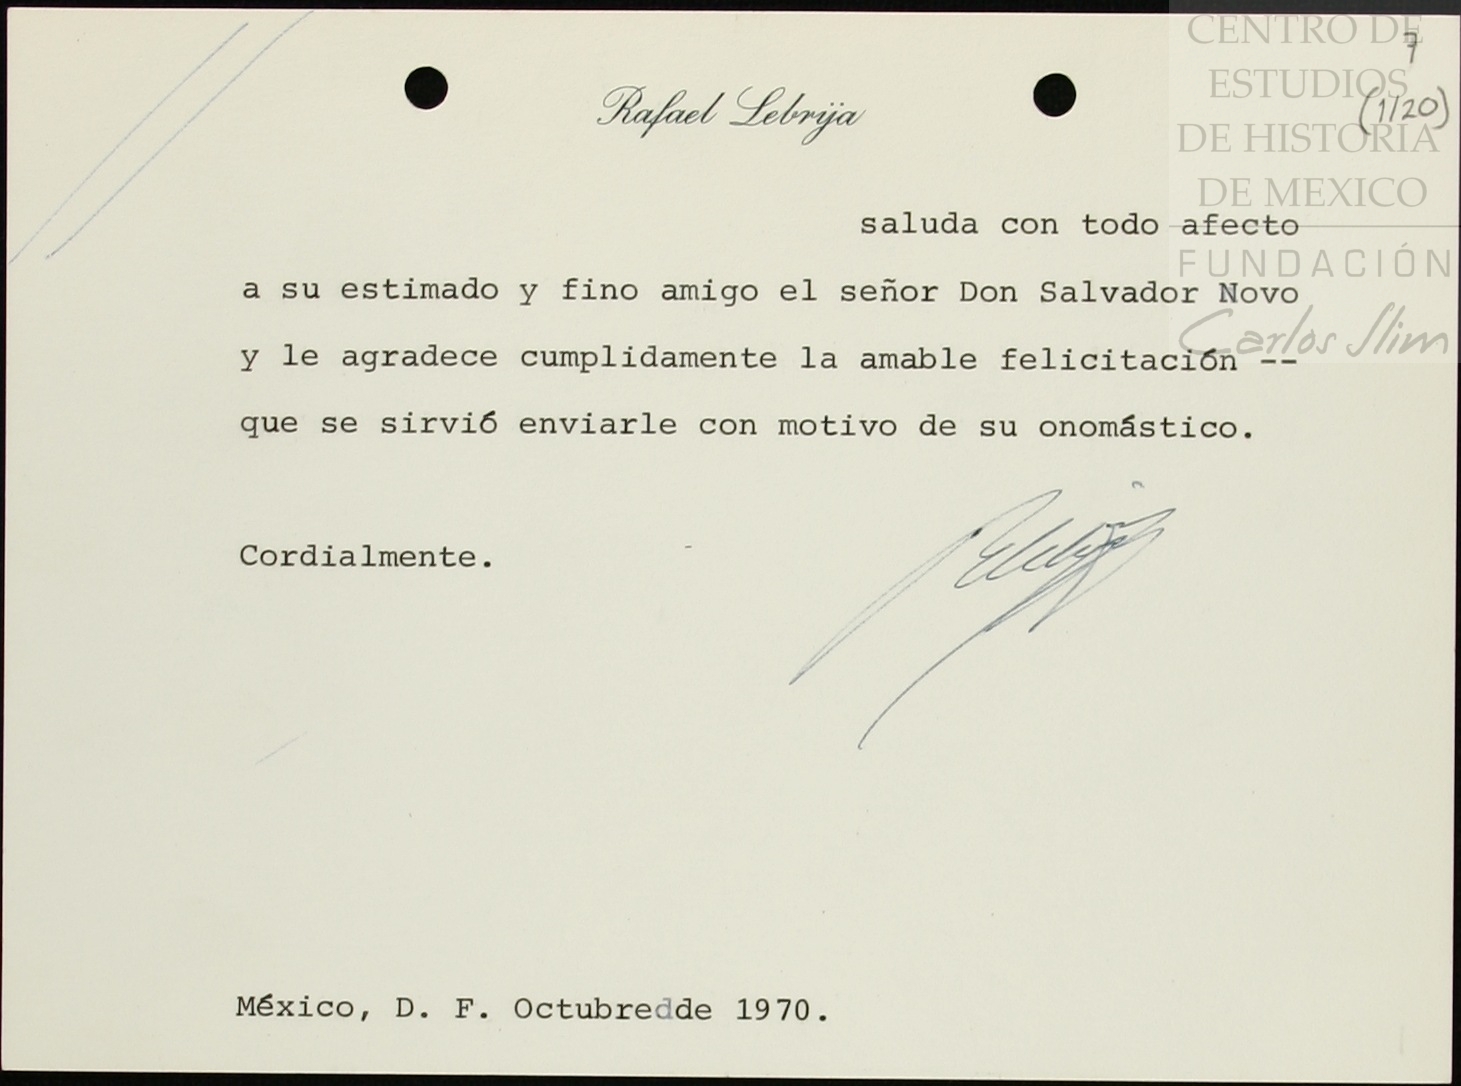 CENTRO DE
ESTUDIOS
DE HISTORIA
DE MEXICO
FUNDACIÓN
Carlos Slim
7
(1/20)
Rafael Lebrija
saluda con todo afecto
a su estimado y fino amigo el señor Don Salvador Novo
y le agradece cumplidamente la amable felicitación --
que se sirvió enviarle con motivo de su onomástico.
Cordialmente.
México, D. F. Octubreddde 1970.